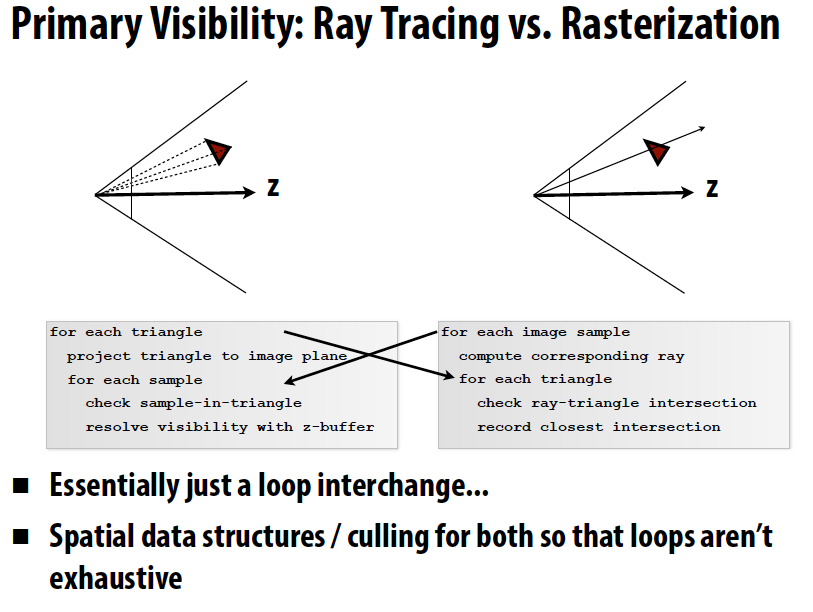 Primary Visibility: Ray Tracing vs. Rasterization
z
z
for each triangle
project triangle to image plane
for each sample
check sample-in-triangle
resolve visibility with z-buffer
for each image sample
compute corresponding ray
for each triangle
check ray-triangle intersection
record closest intersection
■ Essentially just a loop interchange...
■ Spatial data structures / culling for both so that loops aren’t
exhaustive